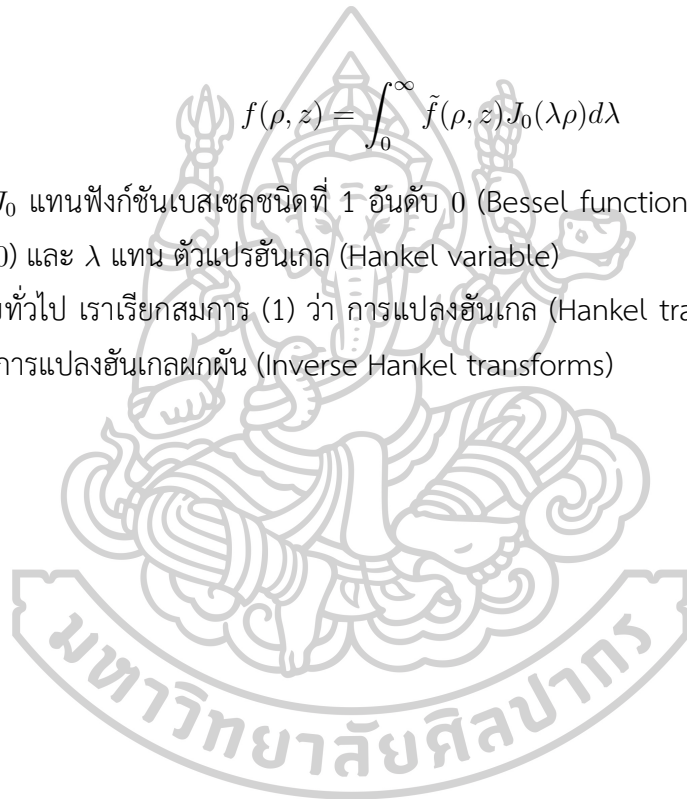 f(ρ, z) = ∫₀^∞ f̃(ρ, z)J₀(λρ)dλ
J₀ แทนฟังก์ชันเบสเซลชนิดที่ 1 อันดับ 0 (Bessel function
0) และ λ แทน ตัวแปรฮันเกล (Hankel variable)
ทั่วไป เราเรียกสมการ (1) ว่า การแปลงฮันเกล (Hankel tra
การแปลงฮันเกลผกผัน (Inverse Hankel transforms)
มหาวิทยาลัยศิลปากร